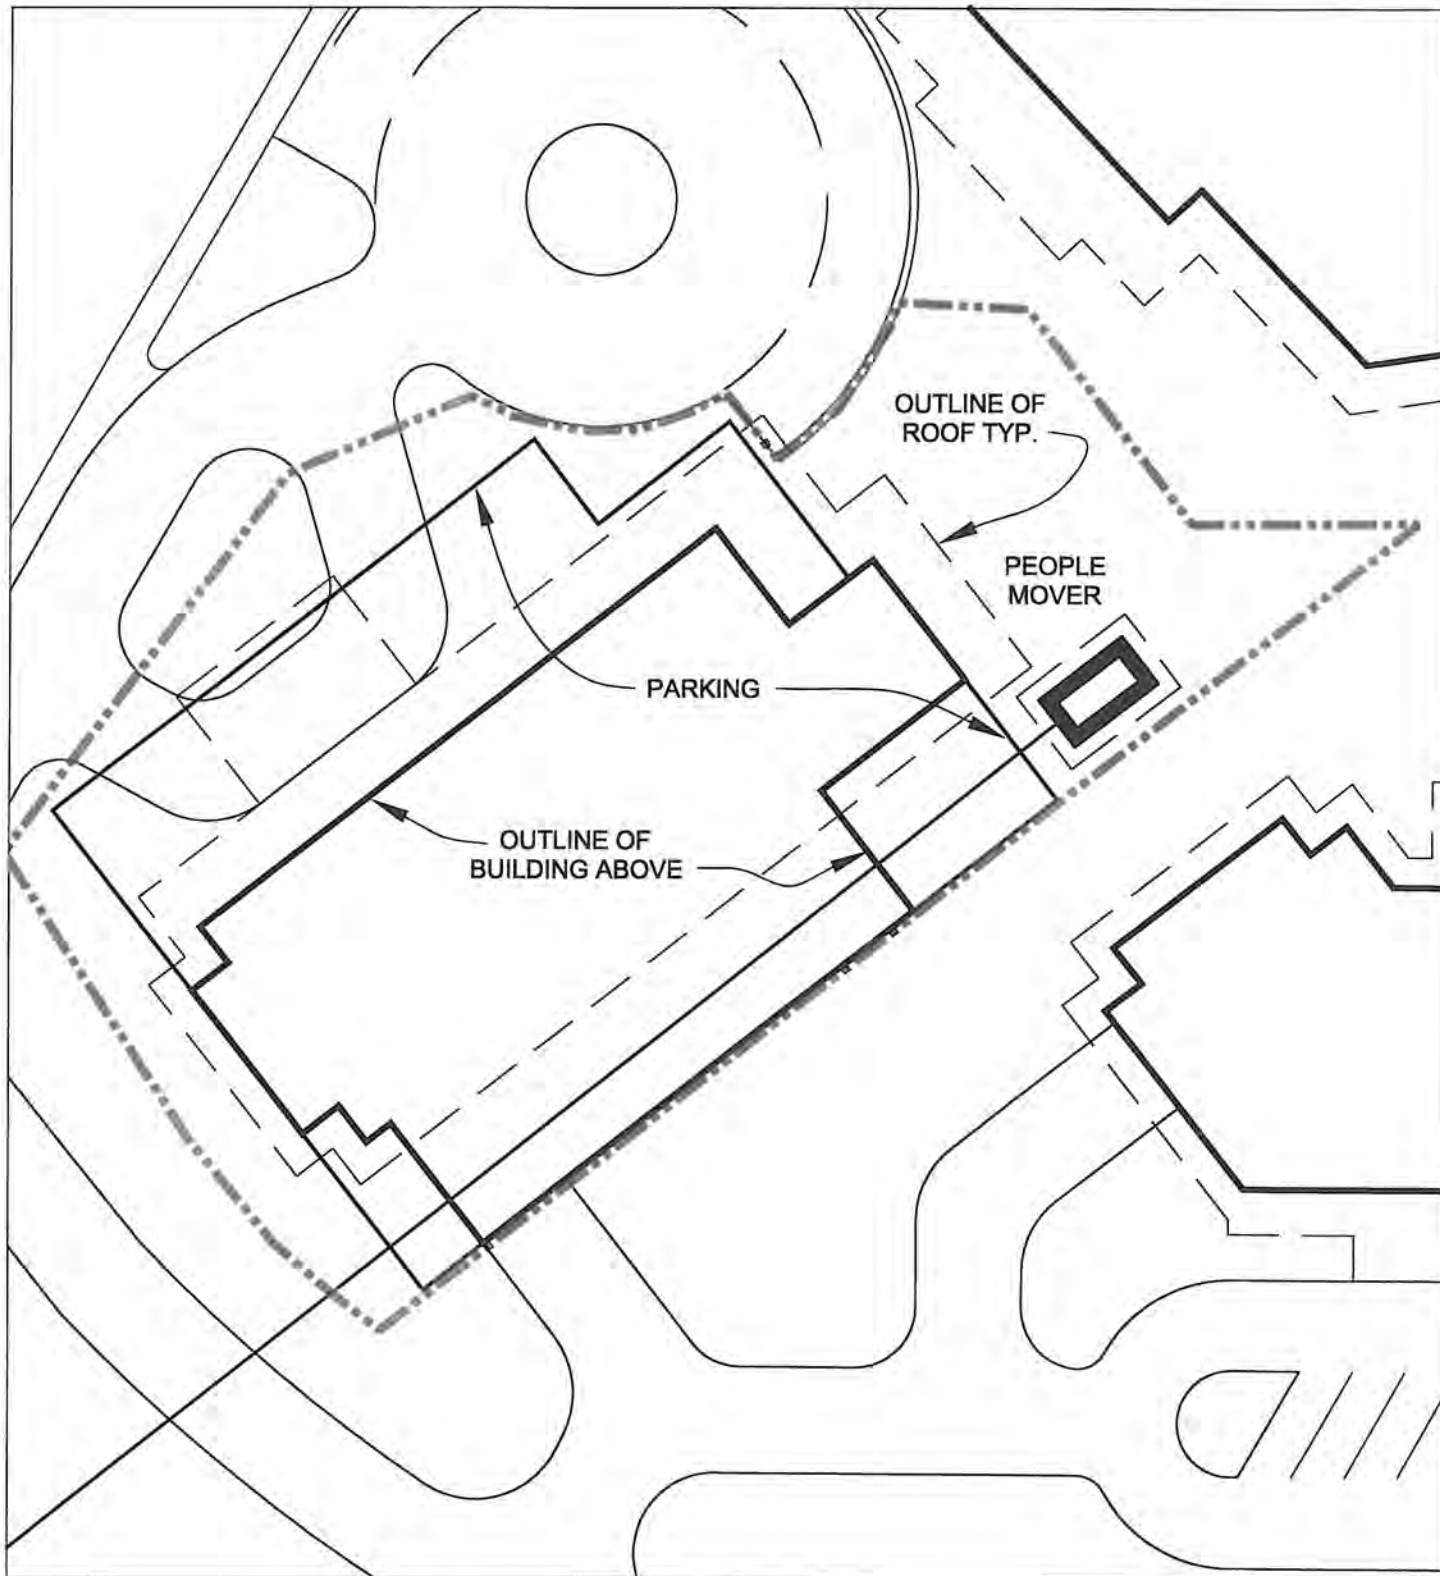 OUTLINE OF
ROOF TYP.
PEOPLE
MOVER
PARKING
OUTLINE OF
BUILDING ABOVE